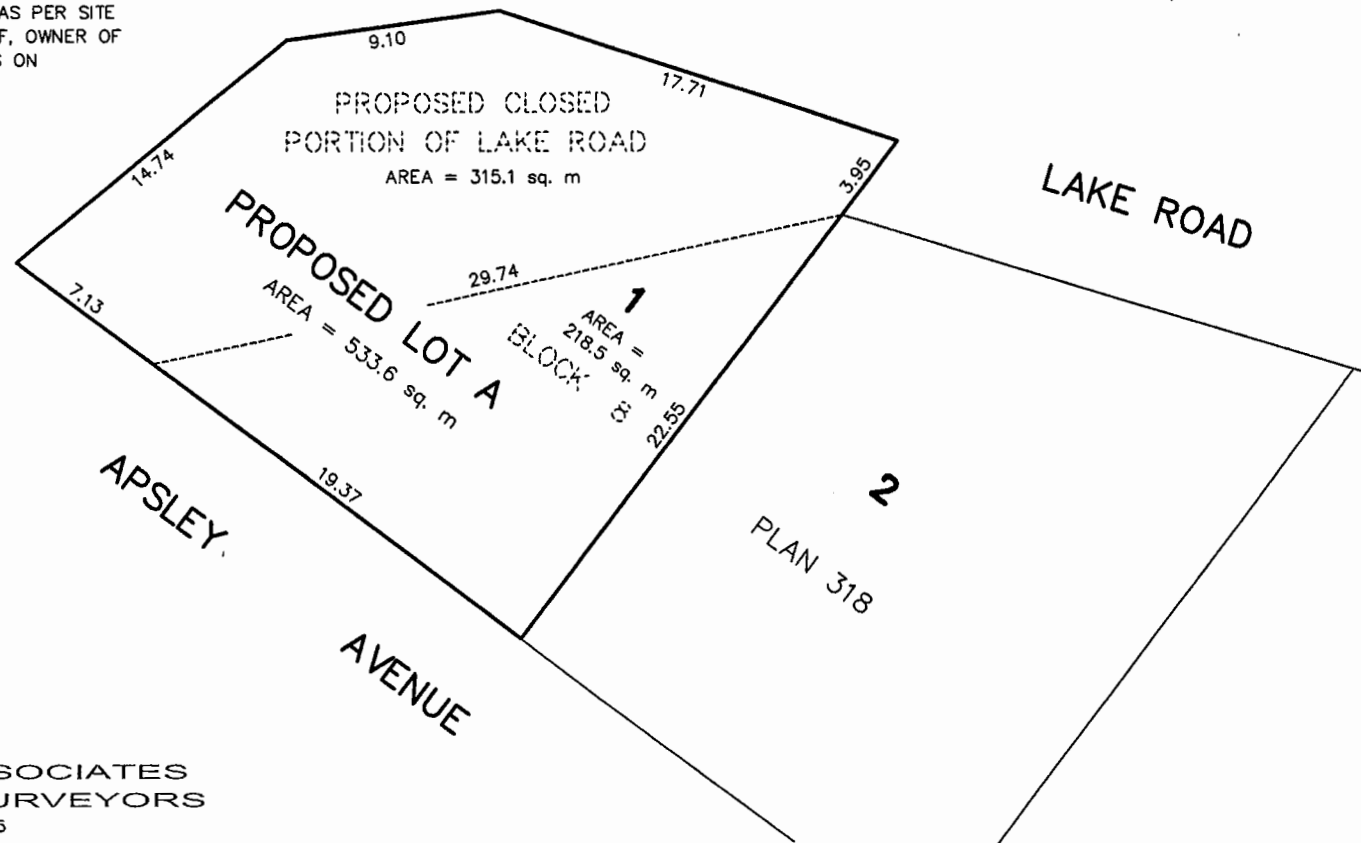 AS PER SITE
F, OWNER OF
S ON
9.10
17.71
PROPOSED CLOSED
PORTION OF LAKE ROAD
AREA = 315.1 sq. m
14.74
3.95
LAKE ROAD
PROPOSED LOT A
AREA = 533.6 sq. m
29.74
7.13
1
AREA =
218.5 sq. m
BLOCK 8
22.55
19.37
2
PLAN 318
APSLEY
AVENUE
SOCIATES
URVEYORS